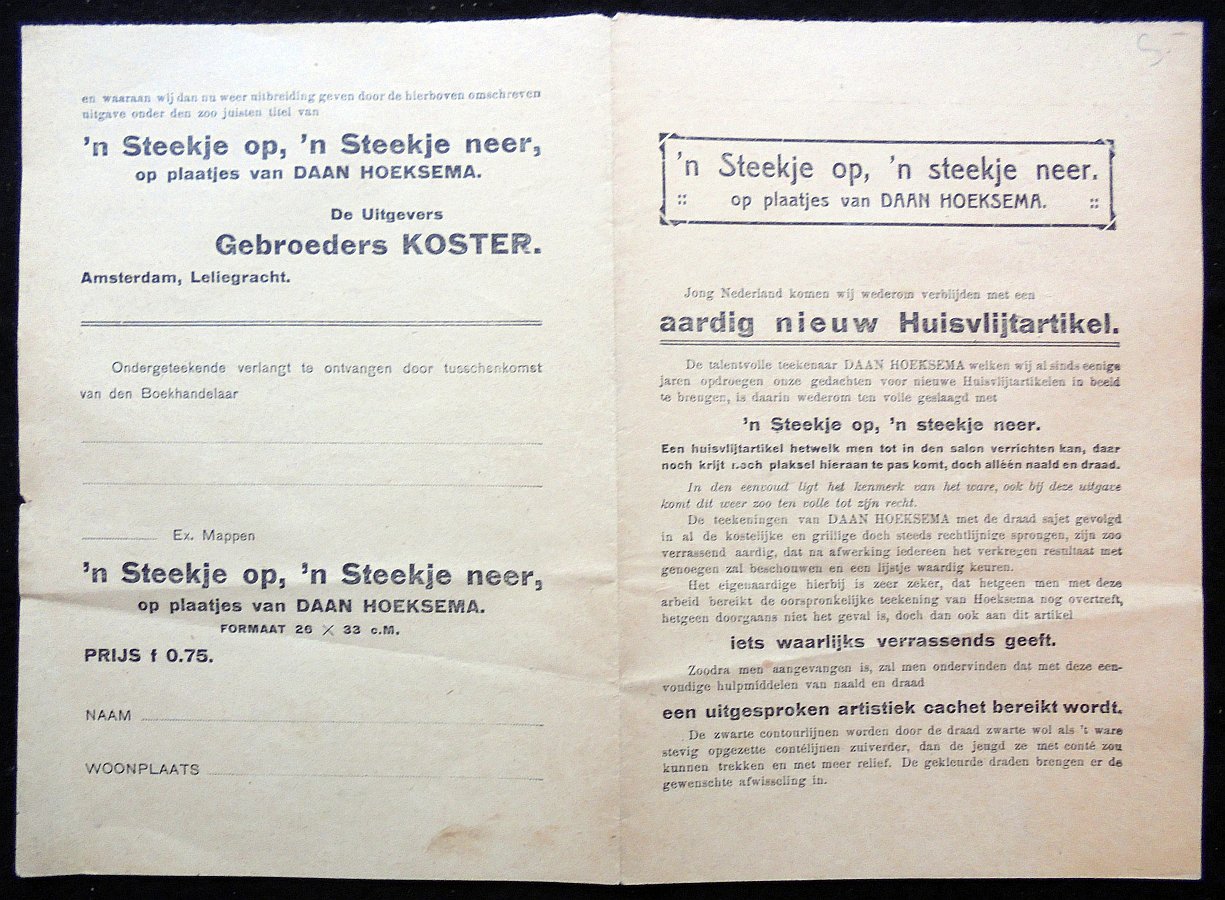 en waaraan wij dan nu weer uitbreiding geven door de hierboven omschreven
uitgave onder den zoo juisten titel van
'n Steekje op, 'n Steekje neer,
op plaatjes van DAAN HOEKSEMA.
De Uitgevers
Gebroeders KOSTER.
Amsterdam, Leliegracht.
Ondergeteekende verlangt te ontvangen door tusschenkomst
van den Boekhandelaar
Ex. Mappen
'n Steekje op, 'n Steekje neer,
op plaatjes van DAAN HOEKSEMA.
FORMAAT 26 × 33 c.M.
PRIJS f 0.75.
NAAM
WOONPLAATS
5.-
'n Steekje op, 'n steekje neer.
:: op plaatjes van DAAN HOEKSEMA. ::
Jong Nederland komen wij wederom verblijden met een
aardig nieuw Huisvlijtartikel.
De talentvolle teekenaar DAAN HOEKSEMA welken wij al sinds eenige
jaren opdroegen onze gedachten voor nieuwe Huisvlijtartikelen in beeld
te brengen, is daarin wederom ten volle geslaagd met
'n Steekje op, 'n steekje neer.
Een huisvlijtartikel hetwelk men tot in den salon verrichten kan, daar
noch krijt noch plaksel hieraan te pas komt, doch alléén naald en draad.
In den eenvoud ligt het kenmerk van het ware, ook bij deze uitgave
komt dit weer zoo ten volle tot zijn recht.
De teekeningen van DAAN HOEKSEMA met de draad sajet gevolgd
in al de kostelijke en grillige doch steeds rechtlijnige sprongen, zijn zoo
verrassend aardig, dat na afwerking iedereen het verkregen resultaat met
genoegen zal beschouwen en een lijstje waardig keuren.
Het eigenaardige hierbij is zeer zeker, dat hetgeen men met deze
arbeid bereikt de oorspronkelijke teekening van Hoeksema nog overtreft,
hetgeen doorgaans niet het geval is, doch dan ook aan dit artikel
iets waarlijks verrassends geeft.
Zoodra men aangevangen is, zal men ondervinden dat met deze een-
voudige hulpmiddelen van naald en draad
een uitgesproken artistiek cachet bereikt wordt.
De zwarte contourlijnen worden door de draad zwarte wol als 't ware
stevig opgezette contélijnen zuiverder, dan de jeugd ze met conté zou
kunnen trekken en met meer relief. De gekleurde draden brengen er de
gewenschte afwisseling in.